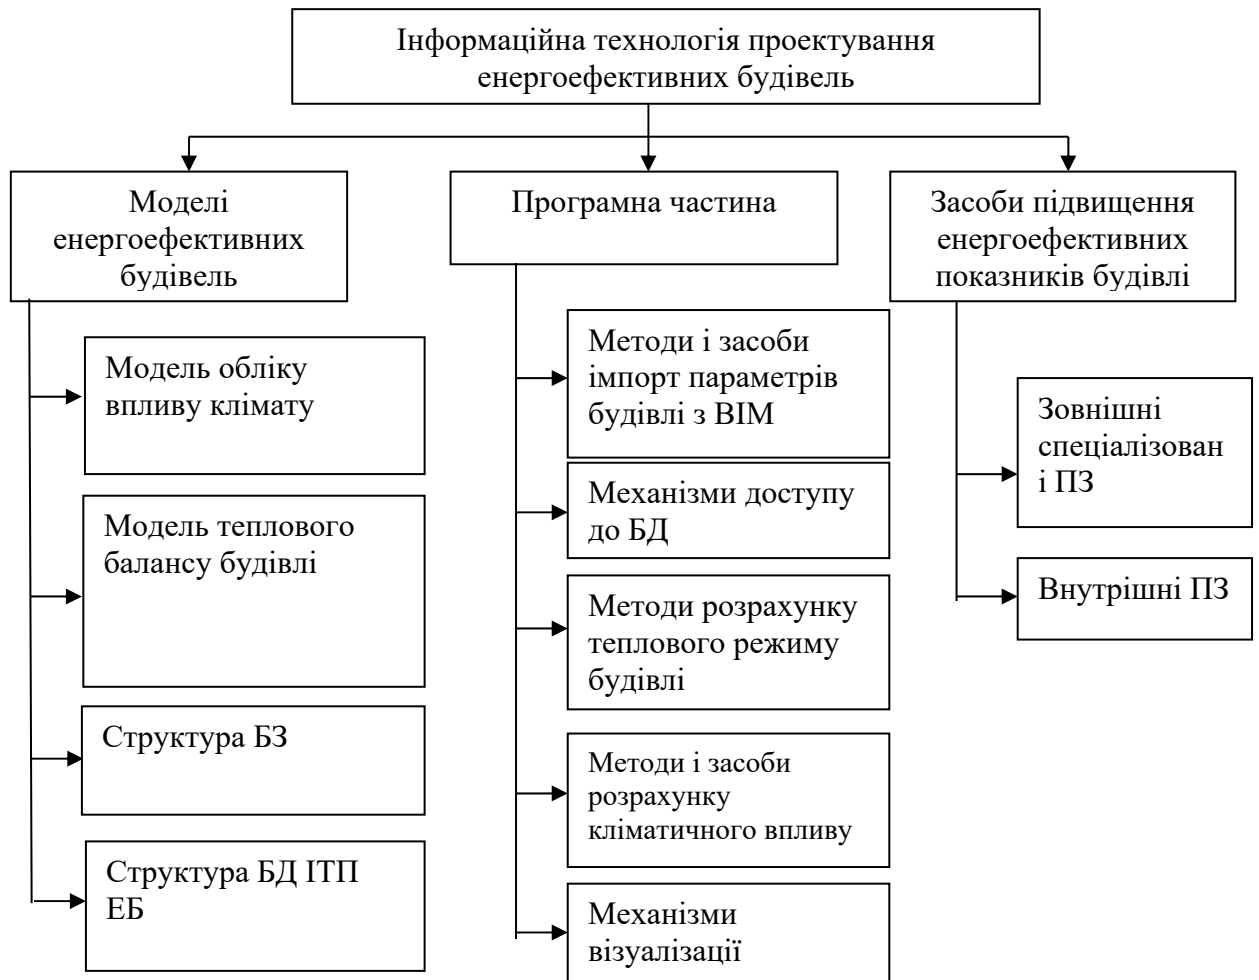 Інформаційна технологія проектування
енергоефективних будівель
Моделі
енергоефективних
будівель
Програмна частина
Засоби підвищення
енергоефективних
показників будівлі
Модель обліку
впливу клімату
Модель теплового
балансу будівлі
Структура БЗ
Структура БД ІТП
ЕБ
Методи і засоби
імпорт параметрів
будівлі з ВІМ
Механізми доступу
до БД
Методи розрахунку
теплового режиму
будівлі
Методи і засоби
розрахунку
кліматичного впливу
Механізми
візуалізації
Зовнішні
спеціалізован
і ПЗ
Внутрішні ПЗ